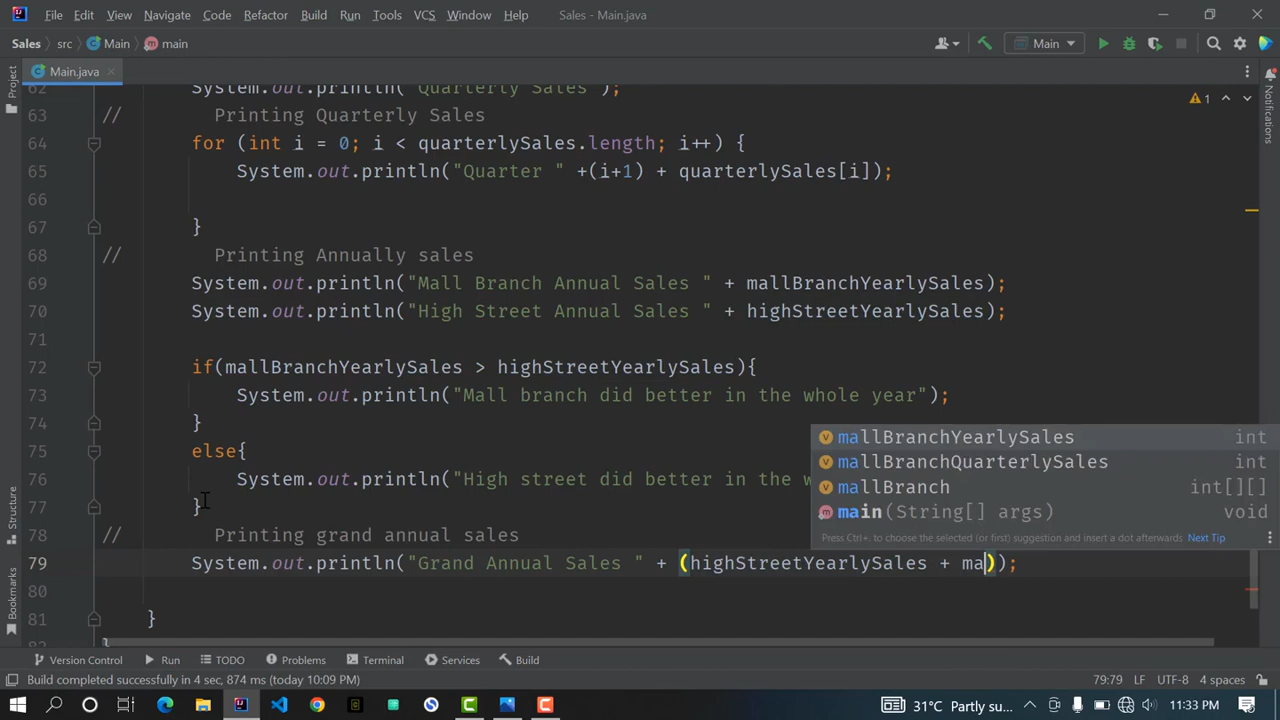 File Edit View Navigate Code Refactor Build Run Tools VCS Window Help Sales - Main.java
Sales src Main main Main
Project
Main.java
Notifications
1
62 System.out.println("Quarterly Sales");
63 // Printing Quarterly Sales
64 for (int i = 0; i < quarterlySales.length; i++) {
65 System.out.println("Quarter " +(i+1) + quarterlySales[i]);
66
67 }
68 // Printing Annually sales
69 System.out.println("Mall Branch Annual Sales " + mallBranchYearlySales);
70 System.out.println("High Street Annual Sales " + highStreetYearlySales);
71
72 if(mallBranchYearlySales > highStreetYearlySales){
73 System.out.println("Mall branch did better in the whole year");
74 }
75 else{
76 System.out.println("High street did better in the w
77 }
78 // Printing grand annual sales
79 System.out.println("Grand Annual Sales " + (highStreetYearlySales + ma));
80
81 }
82 }
mallBranchYearlySales int
mallBranchQuarterlySales int
mallBranch int[][]
main(String[] args) void
Press Ctrl+. to choose the selected (or first) suggestion and insert a dot afterwards Next Tip
Structure
Bookmarks
Version Control Run TODO Problems Terminal Services Build
Build completed successfully in 4 sec, 874 ms (today 10:09 PM) 79:79 LF UTF-8 4 spaces
31°C Partly su... 11:33 PM